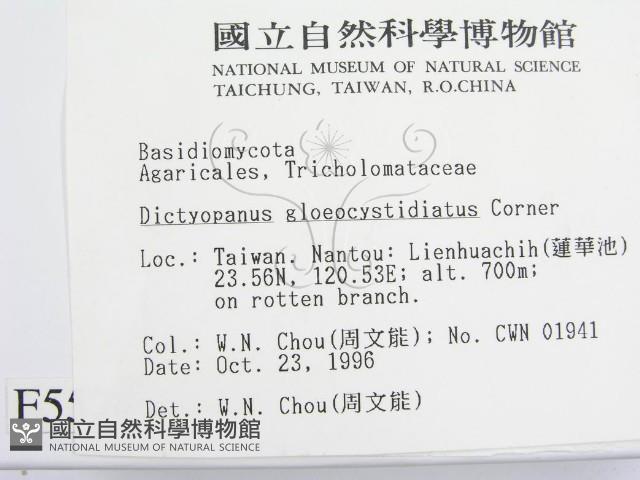 國立自然科學博物館
NATIONAL MUSEUM OF NATURAL SCIENCE
TAICHUNG, TAIWAN, R.O.CHINA
Basidiomycota
Agaricales, Tricholomataceae
Dictyopanus gloeocystidiatus Corner
Loc.: Taiwan. Nantou: Lienhuachih(蓮華池)
23.56N, 120.53E; alt. 700m;
on rotten branch.
Col.: W.N. Chou(周文能); No. CWN 01941
Date: Oct. 23, 1996
Det.: W.N. Chou(周文能)
F55
國立自然科學博物館
NATIONAL MUSEUM OF NATURAL SCIENCE